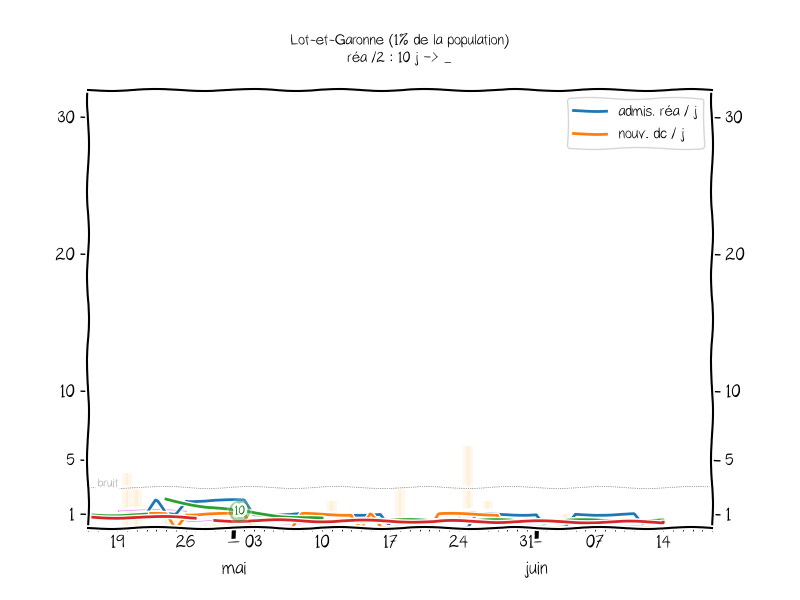 Lot-et-Garonne (1% de la population)
réa /2 : 10 j -> _
admis. réa / j
nouv. dc / j
30
30
20
20
10
10
5
5
bruit
10
1
1
19 26 03 10 17 24 31 07 14
mai juin